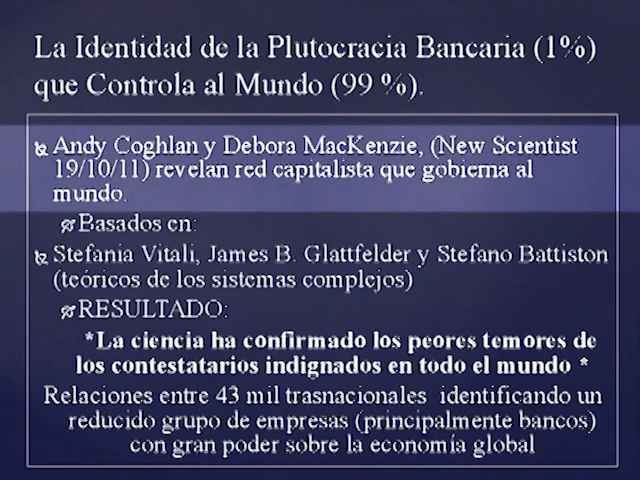 La Identidad de la Plutocracia Bancaria (1%)
que Controla al Mundo (99 %).
Andy Coghlan y Debora MacKenzie, (New Scientist
19/10/11) revelan red capitalista que gobierna al
mundo.
Basados en:
Stefania Vitali, James B. Glattfelder y Stefano Battiston
(teóricos de los sistemas complejos)
RESULTADO:
*La ciencia ha confirmado los peores temores de
los contestatarios indignados en todo el mundo *
Relaciones entre 43 mil trasnacionales identificando un
reducido grupo de empresas (principalmente bancos)
con gran poder sobre la economía global